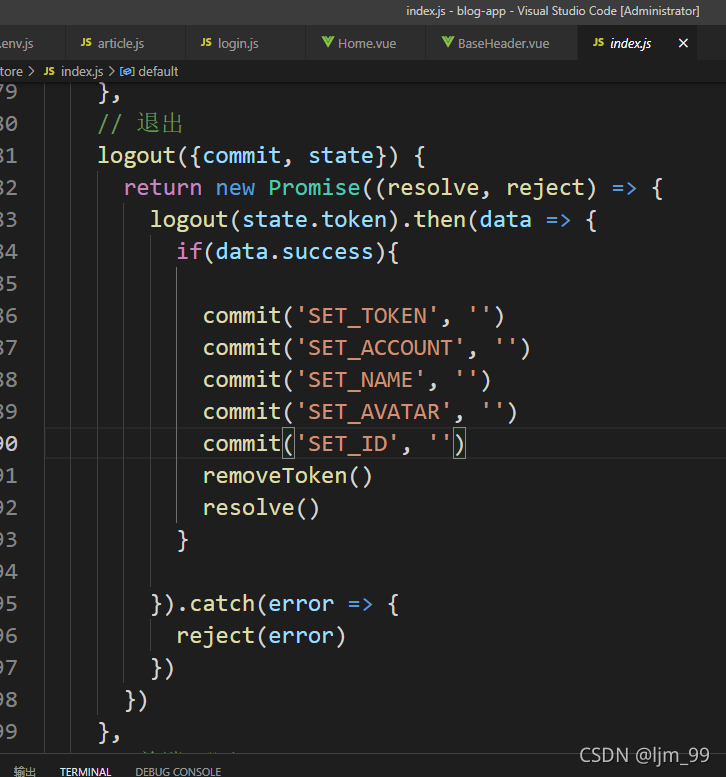 index.js - blog-app - Visual Studio Code [Administrator]
.env.js JS article.js JS login.js Home.vue BaseHeader.vue JS index.js ×
tore > JS index.js > default
79 },
80 // 退出
81 logout({commit, state}) {
82 return new Promise((resolve, reject) => {
83 logout(state.token).then(data => {
84 if(data.success){
85
86 commit('SET_TOKEN', '')
87 commit('SET_ACCOUNT', '')
88 commit('SET_NAME', '')
89 commit('SET_AVATAR', '')
90 commit('SET_ID', '')
91 removeToken()
92 resolve()
93 }
94
95 }).catch(error => {
96 reject(error)
97 })
98 })
99 },
输出 TERMINAL DEBUG CONSOLE
CSDN @ljm_99